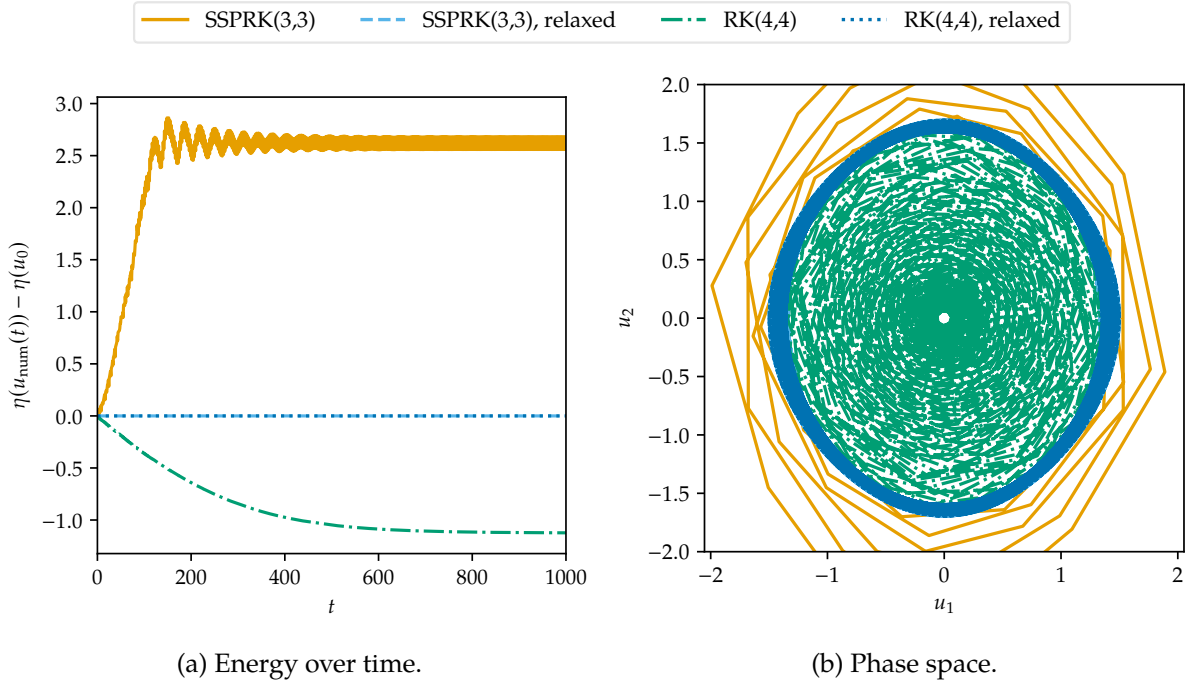 SSPRK(3,3) SSPRK(3,3), relaxed RK(4,4) RK(4,4), relaxed
3.0
2.5
2.0
1.5
1.0
0.5
0.0
−0.5
−1.0
η(u_num(t)) − η(u_0)
0 200 400 600 800 1000
t
(a) Energy over time.
2.0
1.5
1.0
0.5
0.0
−0.5
−1.0
−1.5
−2.0
u_2
−2 −1 0 1 2
u_1
(b) Phase space.